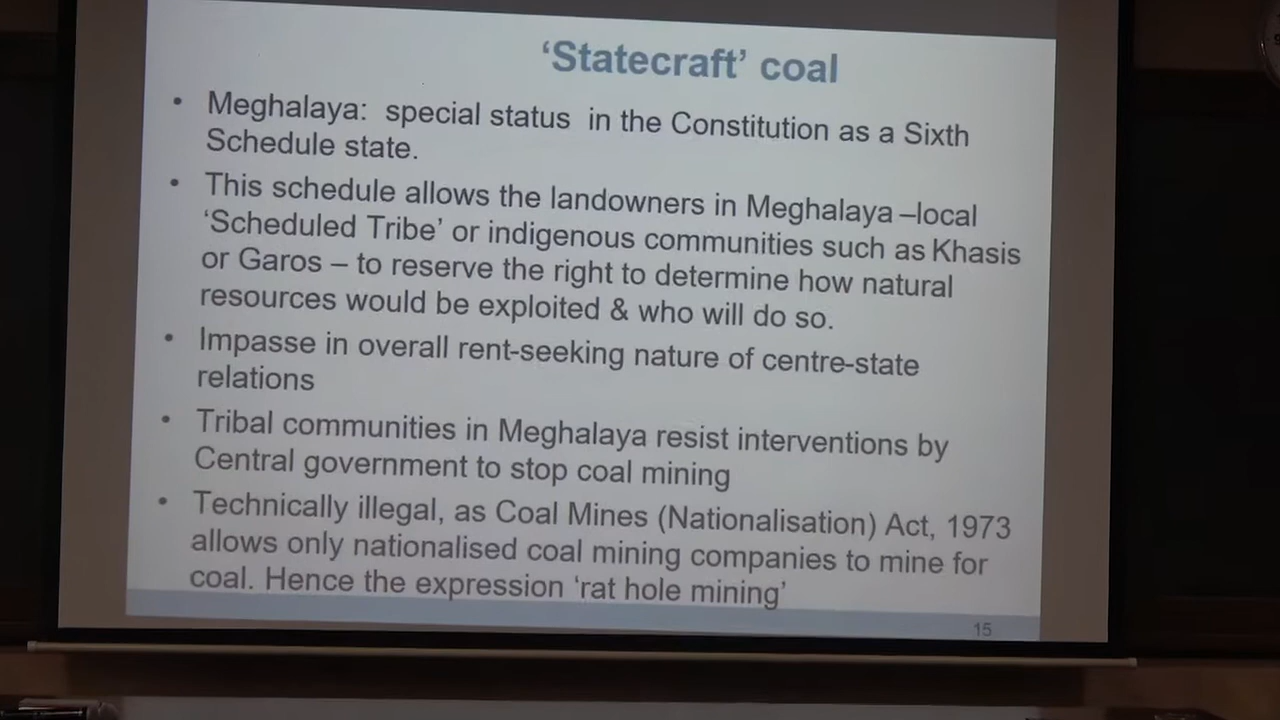 ‘Statecraft’ coal
• Meghalaya: special status in the Constitution as a Sixth
Schedule state.
• This schedule allows the landowners in Meghalaya –local
‘Scheduled Tribe’ or indigenous communities such as Khasis
or Garos – to reserve the right to determine how natural
resources would be exploited & who will do so.
• Impasse in overall rent-seeking nature of centre-state
relations
• Tribal communities in Meghalaya resist interventions by
Central government to stop coal mining
• Technically illegal, as Coal Mines (Nationalisation) Act, 1973
allows only nationalised coal mining companies to mine for
coal. Hence the expression ‘rat hole mining’
15